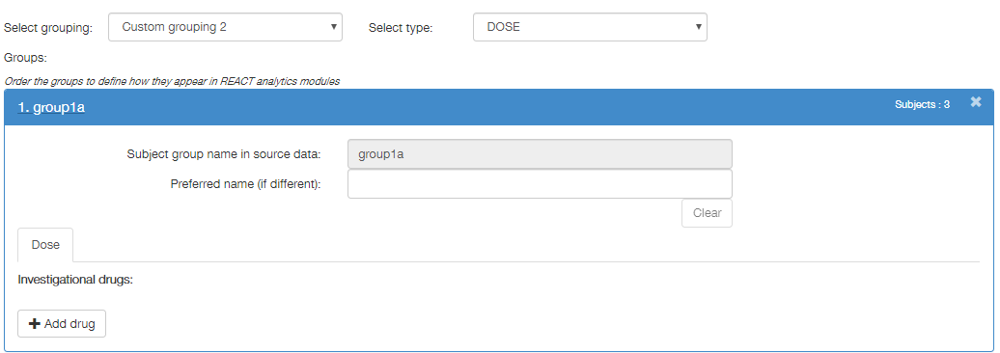 Select grouping: Custom grouping 2 Select type: DOSE
Groups:
Order the groups to define how they appear in REACT analytics modules
1. group1a Subjects : 3
Subject group name in source data: group1a
Preferred name (if different):
Clear
Dose
Investigational drugs:
Add drug